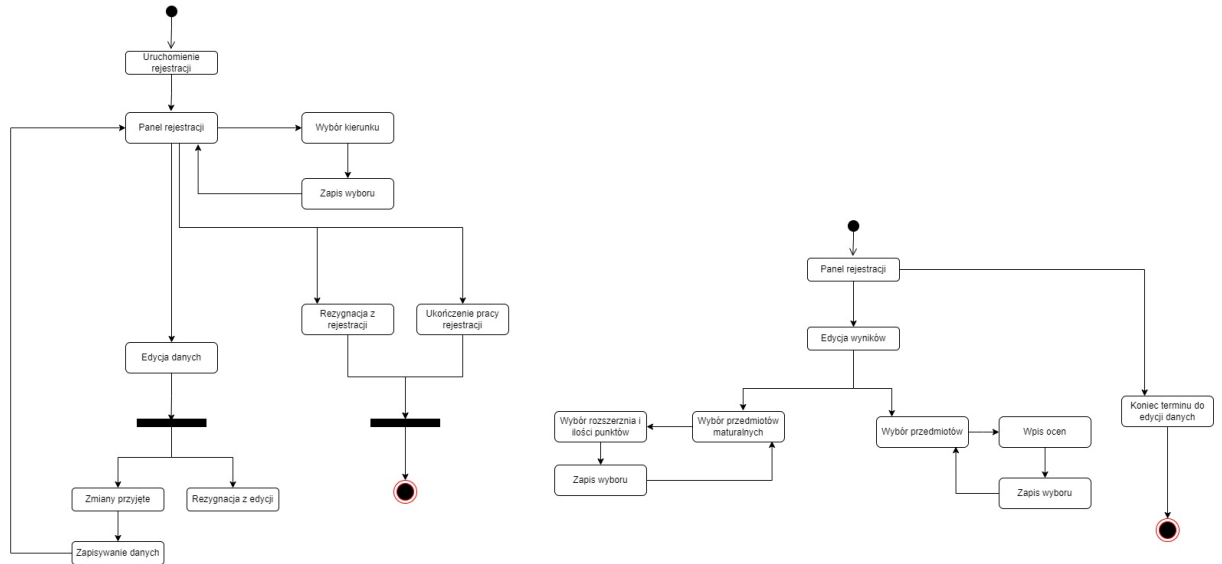 Uruchomienie
rejestracji
Panel rejestracji
Wybór kierunku
Zapis wyboru
Rezygnacja z
rejestracji
Ukończenie pracy
rejestracji
Edycja danych
Zmiany przyjęte
Rezygnacja z edycji
Zapisywanie danych
Panel rejestracji
Edycja wyników
Koniec terminu do
edycji danych
Wybór rozszerznia i
ilości punktów
Wybór przedmiotów
maturalnych
Wybór przedmiotów
Wpis ocen
Zapis wyboru
Zapis wyboru